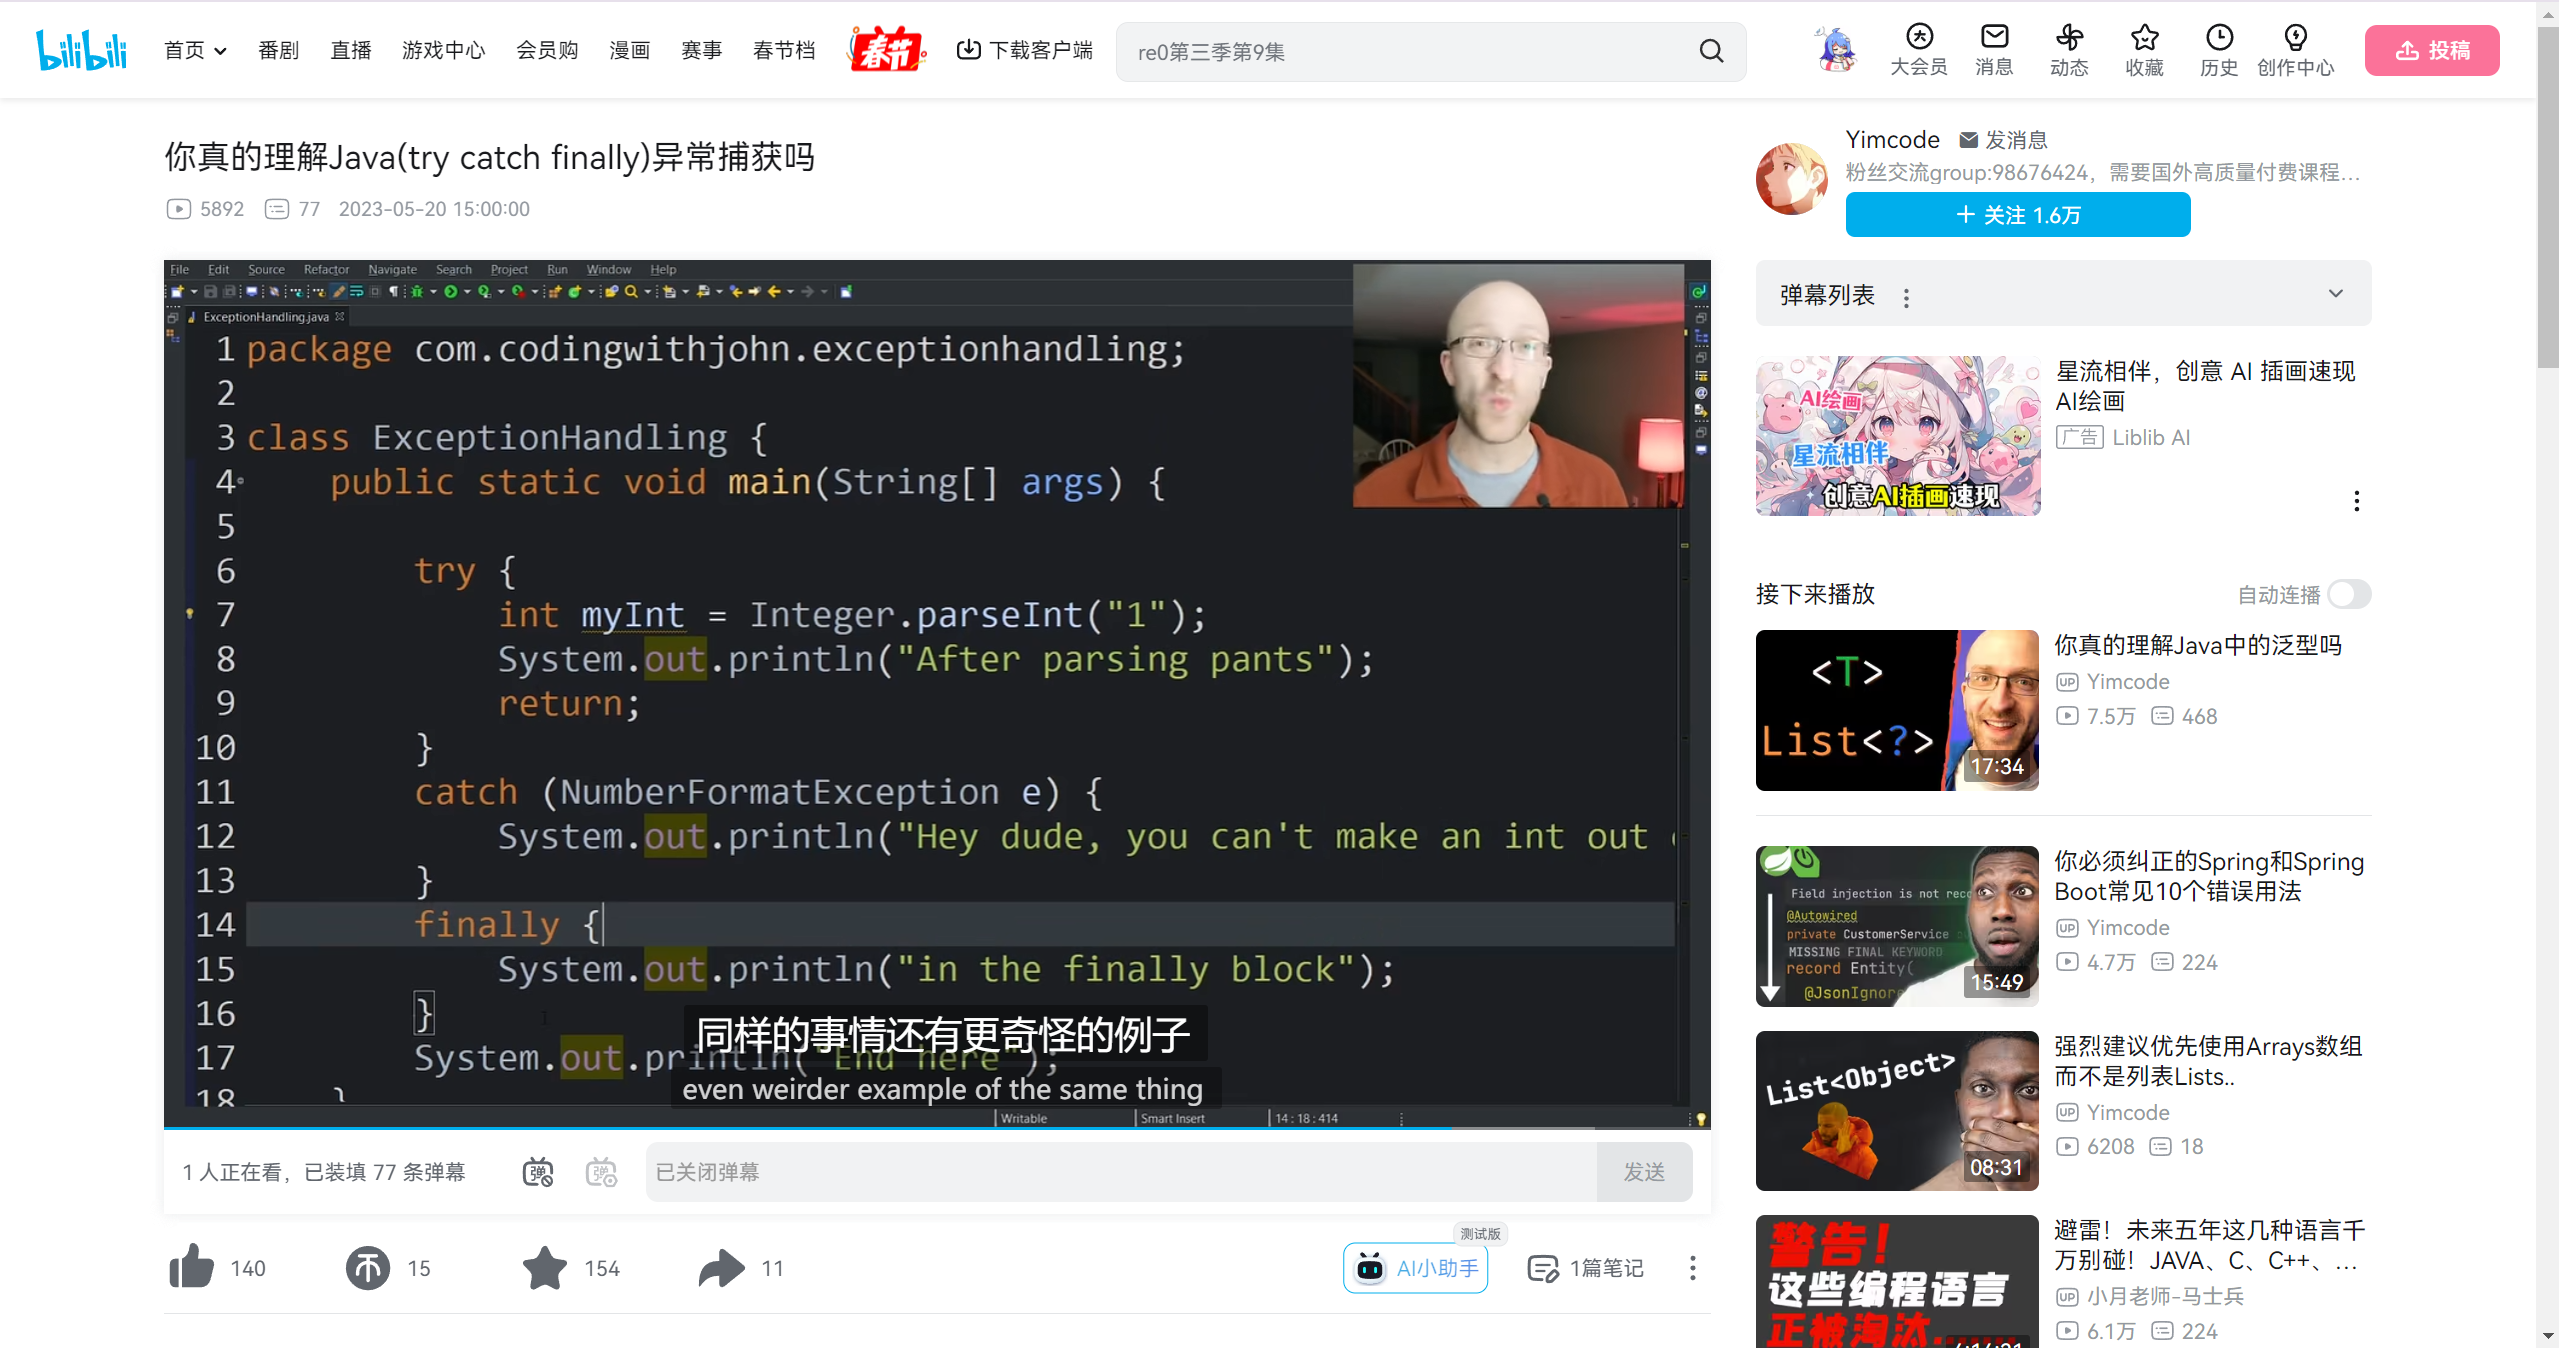 bilibili
首页
番剧
直播
游戏中心
会员购
漫画
赛事
春节档
春节
下载客户端
re0第三季第9集
大会员
消息
动态
收藏
历史
创作中心
投稿
你真的理解Java(try catch finally)异常捕获吗
5892 77 2023-05-20 15:00:00
File Edit Source Refactor Navigate Search Project Run Window Help
ExceptionHandling.java
1 package com.codingwithjohn.exceptionhandling;
2
3 class ExceptionHandling {
4 public static void main(String[] args) {
5
6 try {
7 int myInt = Integer.parseInt("1");
8 System.out.println("After parsing pants");
9 return;
10 }
11 catch (NumberFormatException e) {
12 System.out.println("Hey dude, you can't make an int out
13 }
14 finally {
15 System.out.println("in the finally block");
16 }
17 System.out.println("End here");
18 }
同样的事情还有更奇怪的例子
even weirder example of the same thing
Writable Smart Insert 14 : 18 : 414
1 人正在看，已装填 77 条弹幕
已关闭弹幕
发送
140
15
154
11
测试版
AI小助手
1篇笔记
Yimcode 发消息
粉丝交流group:98676424，需要国外高质量付费课程…
+ 关注 1.6万
弹幕列表
AI绘画
星流相伴
创意AI插画速现
星流相伴，创意 AI 插画速现
AI绘画
广告 Liblib AI
接下来播放
自动连播
<T>
List<?>
17:34
你真的理解Java中的泛型吗
UP Yimcode
7.5万 468
Field injection is not
@Autowired
private CustomerService
MISSING FINAL KEYWORD
record Entity(
@JsonIgnore
15:49
你必须纠正的Spring和Spring
Boot常见10个错误用法
UP Yimcode
4.7万 224
List<Object>
08:31
强烈建议优先使用Arrays数组
而不是列表Lists..
UP Yimcode
6208 18
警告！
这些编程语言
正被淘汰......
避雷！未来五年这几种语言千
万别碰！JAVA、C、C++、…
UP 小月老师-马士兵
6.1万 224